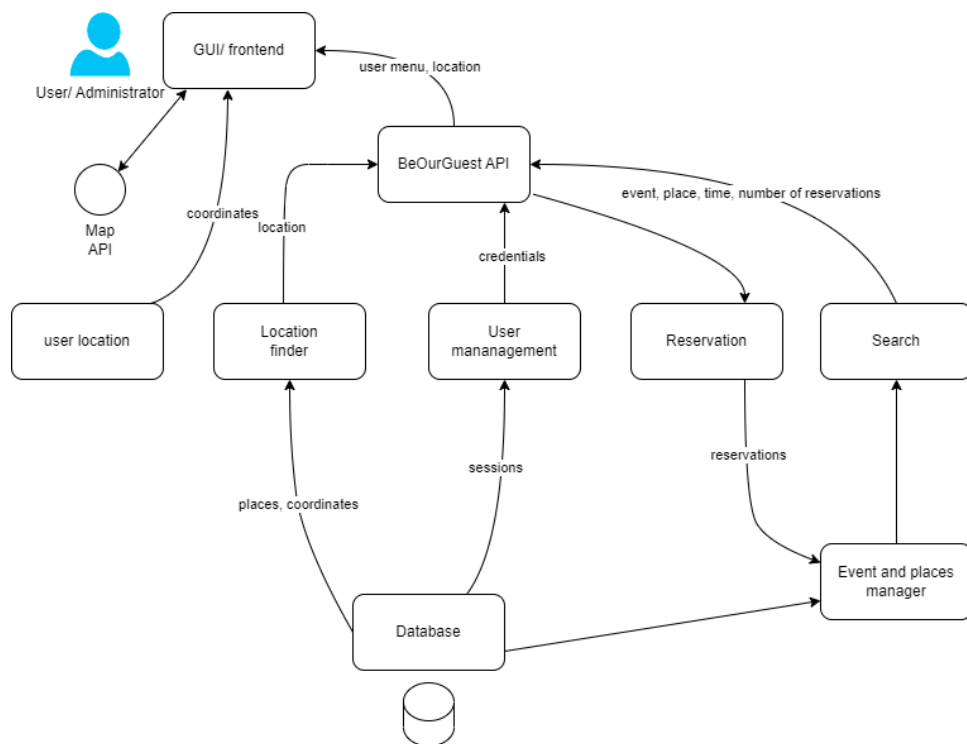 GUI/ frontend
User/ Administrator
user menu, location
BeOurGuest API
event, place, time, number of reservations
coordinates
location
Map
API
credentials
user location
Location
finder
User
mananagement
Reservation
Search
reservations
sessions
places, coordinates
Event and places
manager
Database